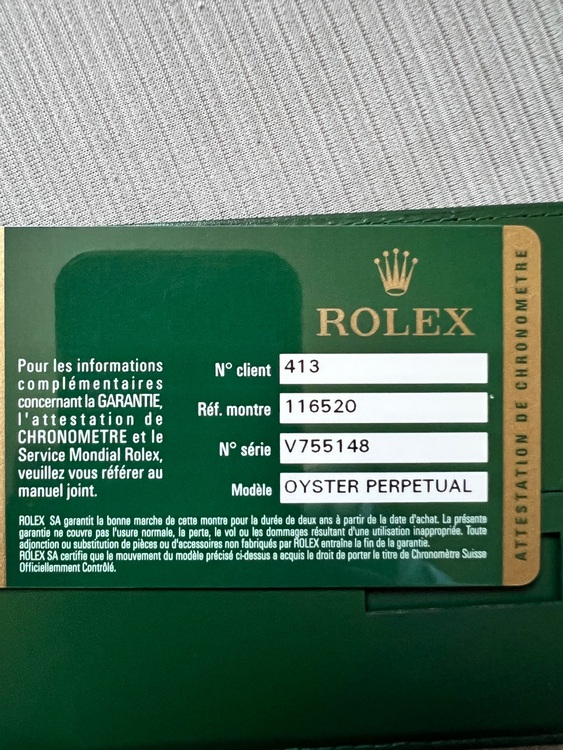 ROLEX
Pour les informations
complémentaires
concernant la GARANTIE,
l'attestation de
CHRONOMETRE et le
Service Mondial Rolex,
veuillez vous référer au
manuel joint.
N° client 413
Réf. montre 116520
N° série V755148
Modèle OYSTER PERPETUAL
ROLEX SA garantit la bonne marche de cette montre pour la durée de deux ans à partir de la date d'achat. La présente
garantie ne couvre pas l'usure normale, la perte, le vol ou les dommages résultant d'une utilisation inappropriée. Toute
adjonction ou substitution de pièces ou d'accessoires non fabriqués par ROLEX entraîne la fin de la garantie.
ROLEX SA certifie que le mouvement du modèle précisé ci-dessus a acquis le droit de porter le titre de Chronomètre Suisse
Officiellement Contrôlé.
ATTESTATION DE CHRONOMETRE